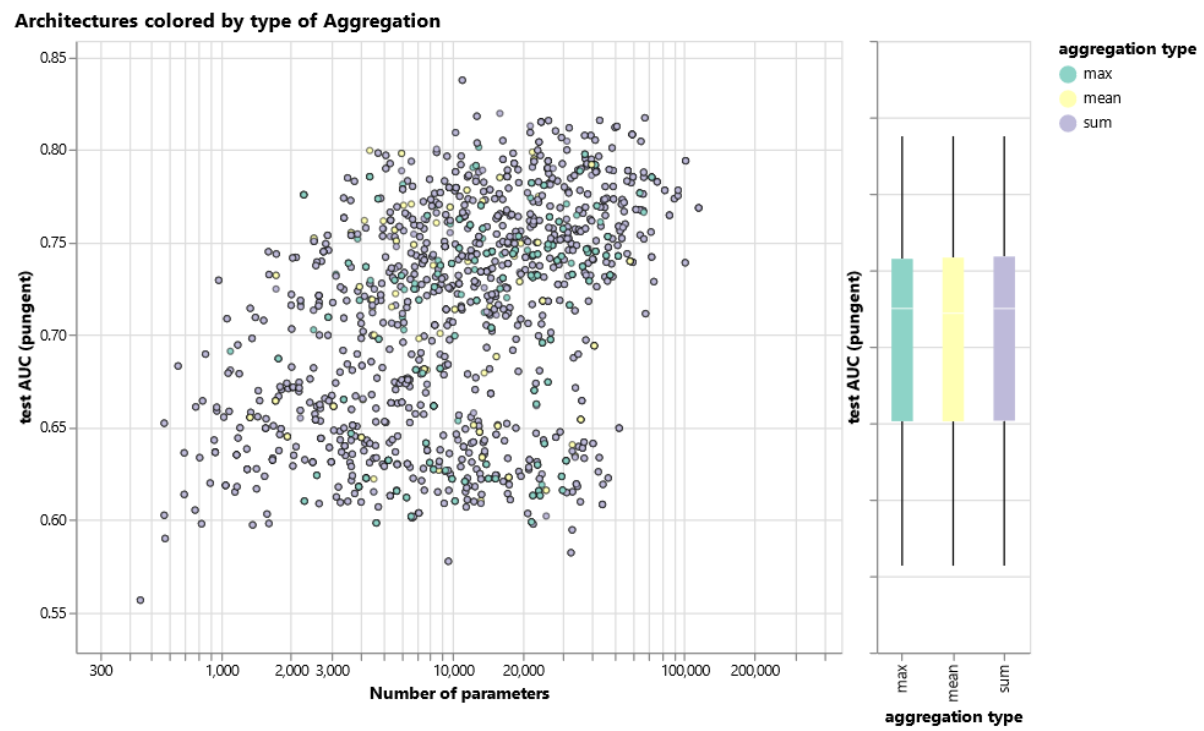 Architectures colored by type of Aggregation
0.85
0.80
0.75
0.70
0.65
0.60
0.55
test AUC (pungent)
300
1,000
2,000
3,000
10,000
20,000
100,000
200,000
Number of parameters
test AUC (pungent)
max
mean
sum
aggregation type
aggregation type
max
mean
sum